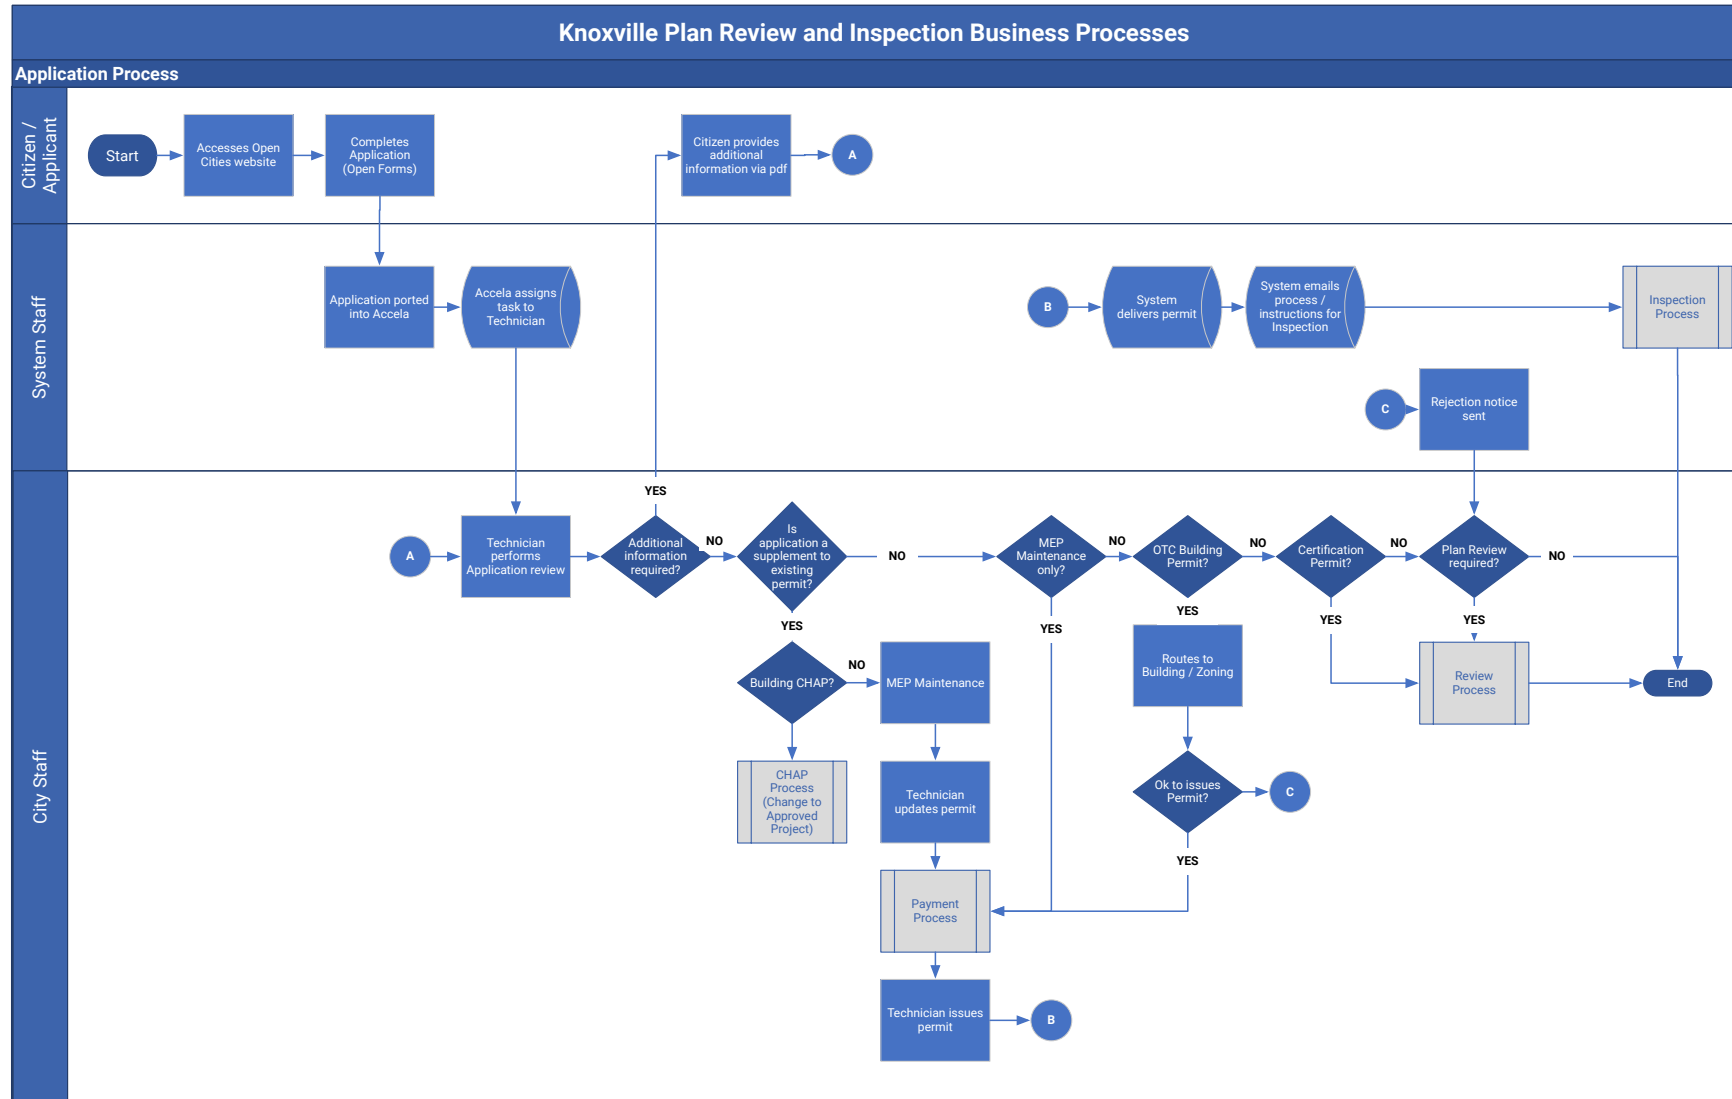 Knoxville Plan Review and Inspection Business Processes
Application Process
Citizen /
Applicant
Start
Accesses Open
Cities website
Completes
Application
(Open Forms)
Citizen provides
additional
information via pdf
A
System Staff
Application ported
into Accela
Accela assigns
task to
Technician
B
System
delivers permit
System emails
process /
instructions for
Inspection
Inspection
Process
C
Rejection notice
sent
City Staff
YES
A
Technician
performs
Application review
Additional
information
required?
NO
Is
application a
supplement to
existing
permit?
NO
MEP
Maintenance
only?
NO
OTC Building
Permit?
NO
Certification
Permit?
NO
Plan Review
required?
NO
YES
YES
YES
YES
YES
Building CHAP?
NO
MEP Maintenance
Routes to
Building / Zoning
Review
Process
End
CHAP
Process
(Change to
Approved
Project)
Technician
updates permit
Ok to issues
Permit?
C
YES
Payment
Process
Technician issues
permit
B